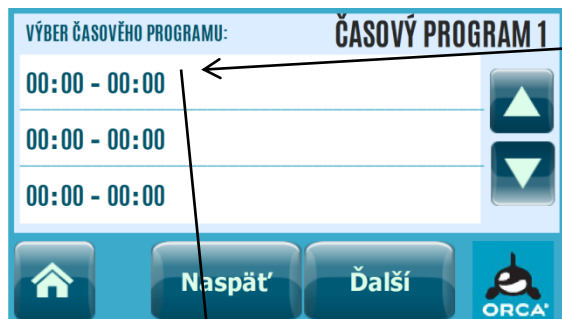 VÝBER ČASOVÉHO PROGRAMU:
ČASOVÝ PROGRAM 1
00:00 - 00:00
00:00 - 00:00
00:00 - 00:00
Naspäť
Ďalší
ORCA